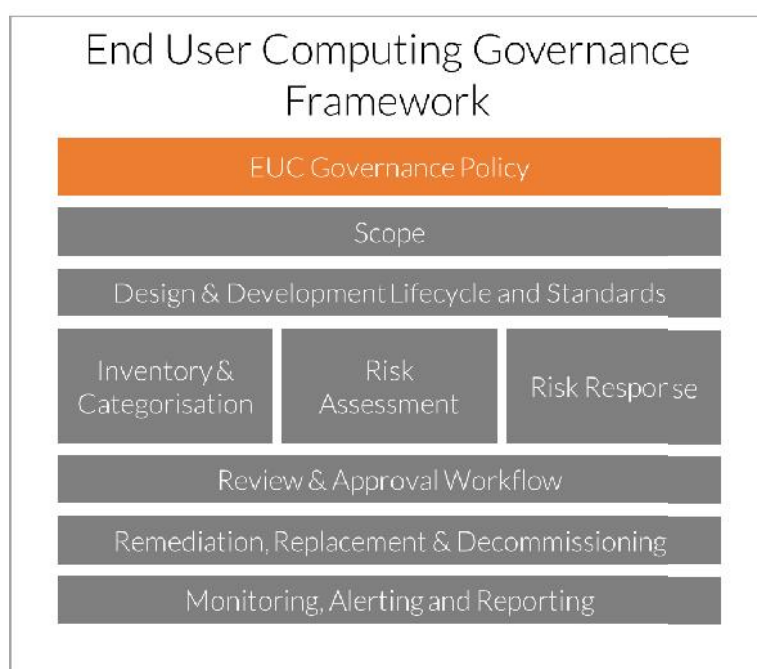 End User Computing Governance
Framework
EUC Governance Policy
Scope
Design & Development Lifecycle and Standards
Inventory &
Categorisation
Risk
Assessment
Risk Response
Review & Approval Workflow
Remediation, Replacement & Decommissioning
Monitoring, Alerting and Reporting